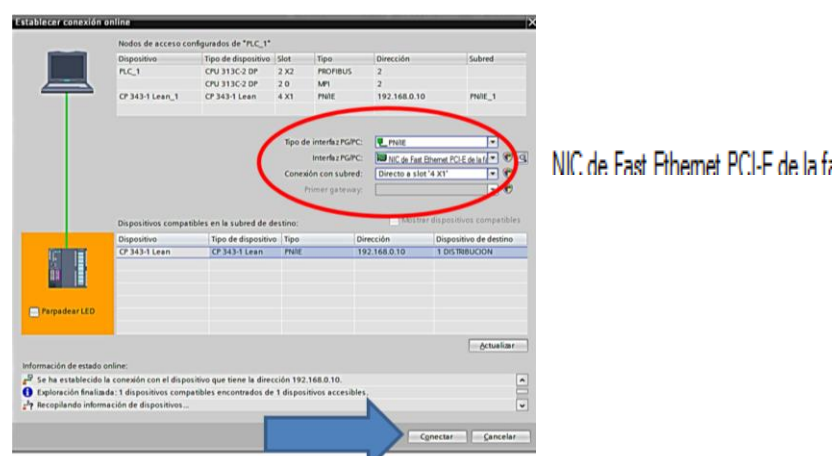 Establecer conexión online
Nodos de acceso configurados de "PLC_1"
Dispositivo Tipo de dispositivo Slot Tipo Dirección Subred
PLC_1 CPU 313C-2 DP 2 X2 PROFIBUS 2
CPU 313C-2 DP 2 0 MPI 2
CP 343-1 Lean_1 CP 343-1 Lean 4 X1 PN/IE 192.168.0.10 PN/IE_1
Tipo de interfaz PG/PC: PN/IE
Interfaz PG/PC: NIC de Fast Ethernet PCI-E de la fa
NIC de Fast Ethernet PCI-E de la fa
Conexión con subred: Directo a slot '4 X1'
Primer gateway:
Dispositivos compatibles en la subred de destino: Mostrar dispositivos compatibles
Dispositivo Tipo de dispositivo Tipo Dirección Dispositivo de destino
CP 343-1 Lean CP 343-1 Lean PN/IE 192.168.0.10 1 DISTRIBUCION
Parpadear LED
Actualizar
Información de estado online:
Se ha establecido la conexión con el dispositivo que tiene la dirección 192.168.0.10.
Exploración finalizada: 1 dispositivos compatibles encontrados de 1 dispositivos accesibles.
Recopilando información de dispositivos...
Conectar Cancelar